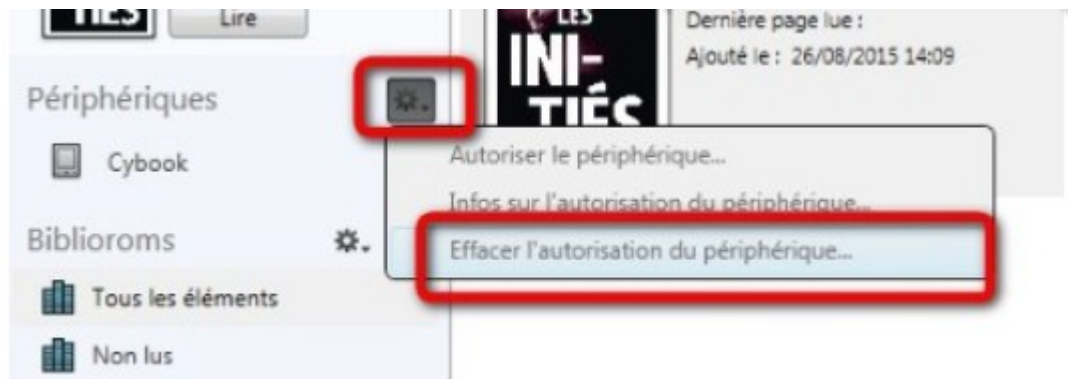 TIÉS
Lire
LES
INI-
TIÉS
Dernière page lue :
Ajouté le : 26/08/2015 14:09
Périphériques
Cybook
Autoriser le périphérique...
Infos sur l'autorisation du périphérique...
Effacer l'autorisation du périphérique...
Biblioroms
Tous les éléments
Non lus